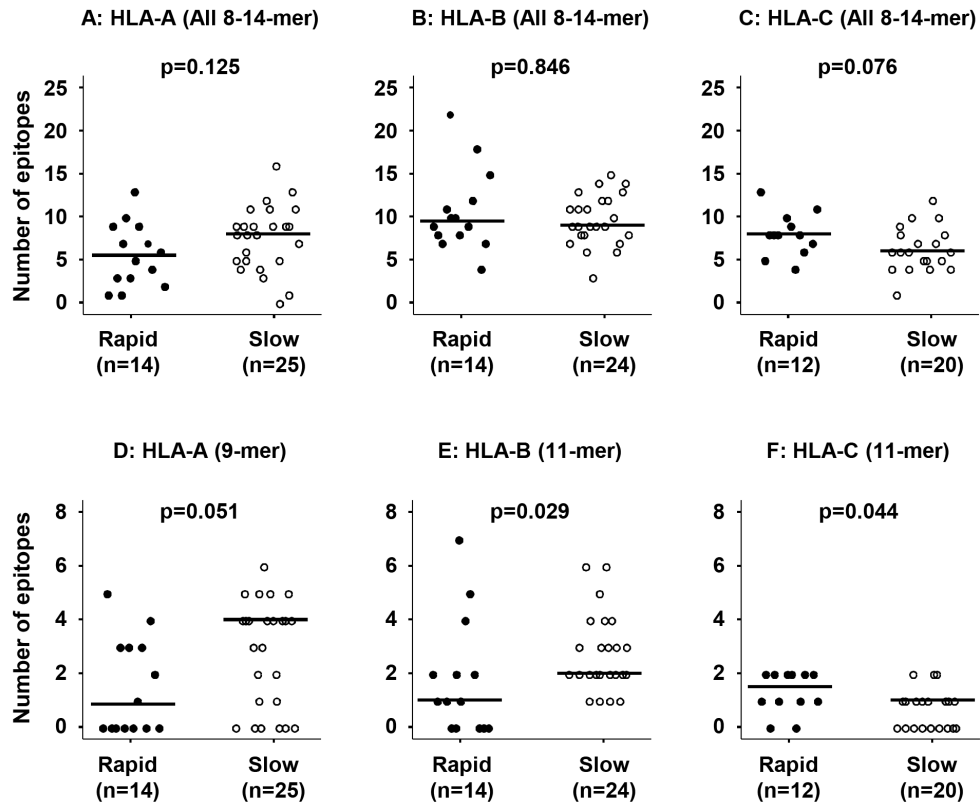 A: HLA-A (All 8-14-mer)
B: HLA-B (All 8-14-mer)
C: HLA-C (All 8-14-mer)
p=0.125
p=0.846
p=0.076
Number of epitopes
25
20
15
10
5
0
25
20
15
10
5
0
25
20
15
10
5
0
Rapid
(n=14)
Slow
(n=25)
Rapid
(n=14)
Slow
(n=24)
Rapid
(n=12)
Slow
(n=20)
D: HLA-A (9-mer)
E: HLA-B (11-mer)
F: HLA-C (11-mer)
p=0.051
p=0.029
p=0.044
Number of epitopes
8
6
4
2
0
8
6
4
2
0
8
6
4
2
0
Rapid
(n=14)
Slow
(n=25)
Rapid
(n=14)
Slow
(n=24)
Rapid
(n=12)
Slow
(n=20)